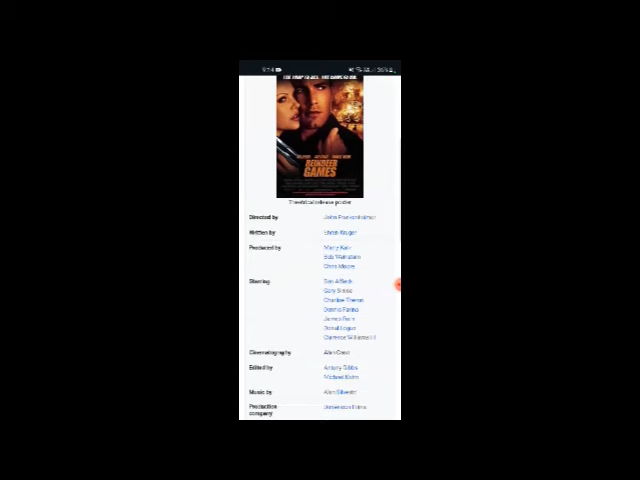 REINDEER
GAMES
Theatrical release poster
Directed by John Frankenheimer
Written by Ehren Kruger
Produced by Marty Katz
Bob Weinstein
Chris Moore
Starring Ben Affleck
Gary Sinise
Charlize Theron
Dennis Farina
James Frain
Donal Logue
Clarence Williams III
Cinematography Alan Caso
Edited by Antony Gibbs
Michael Kahn
Music by Alan Silvestri
Production
company Dimension Films